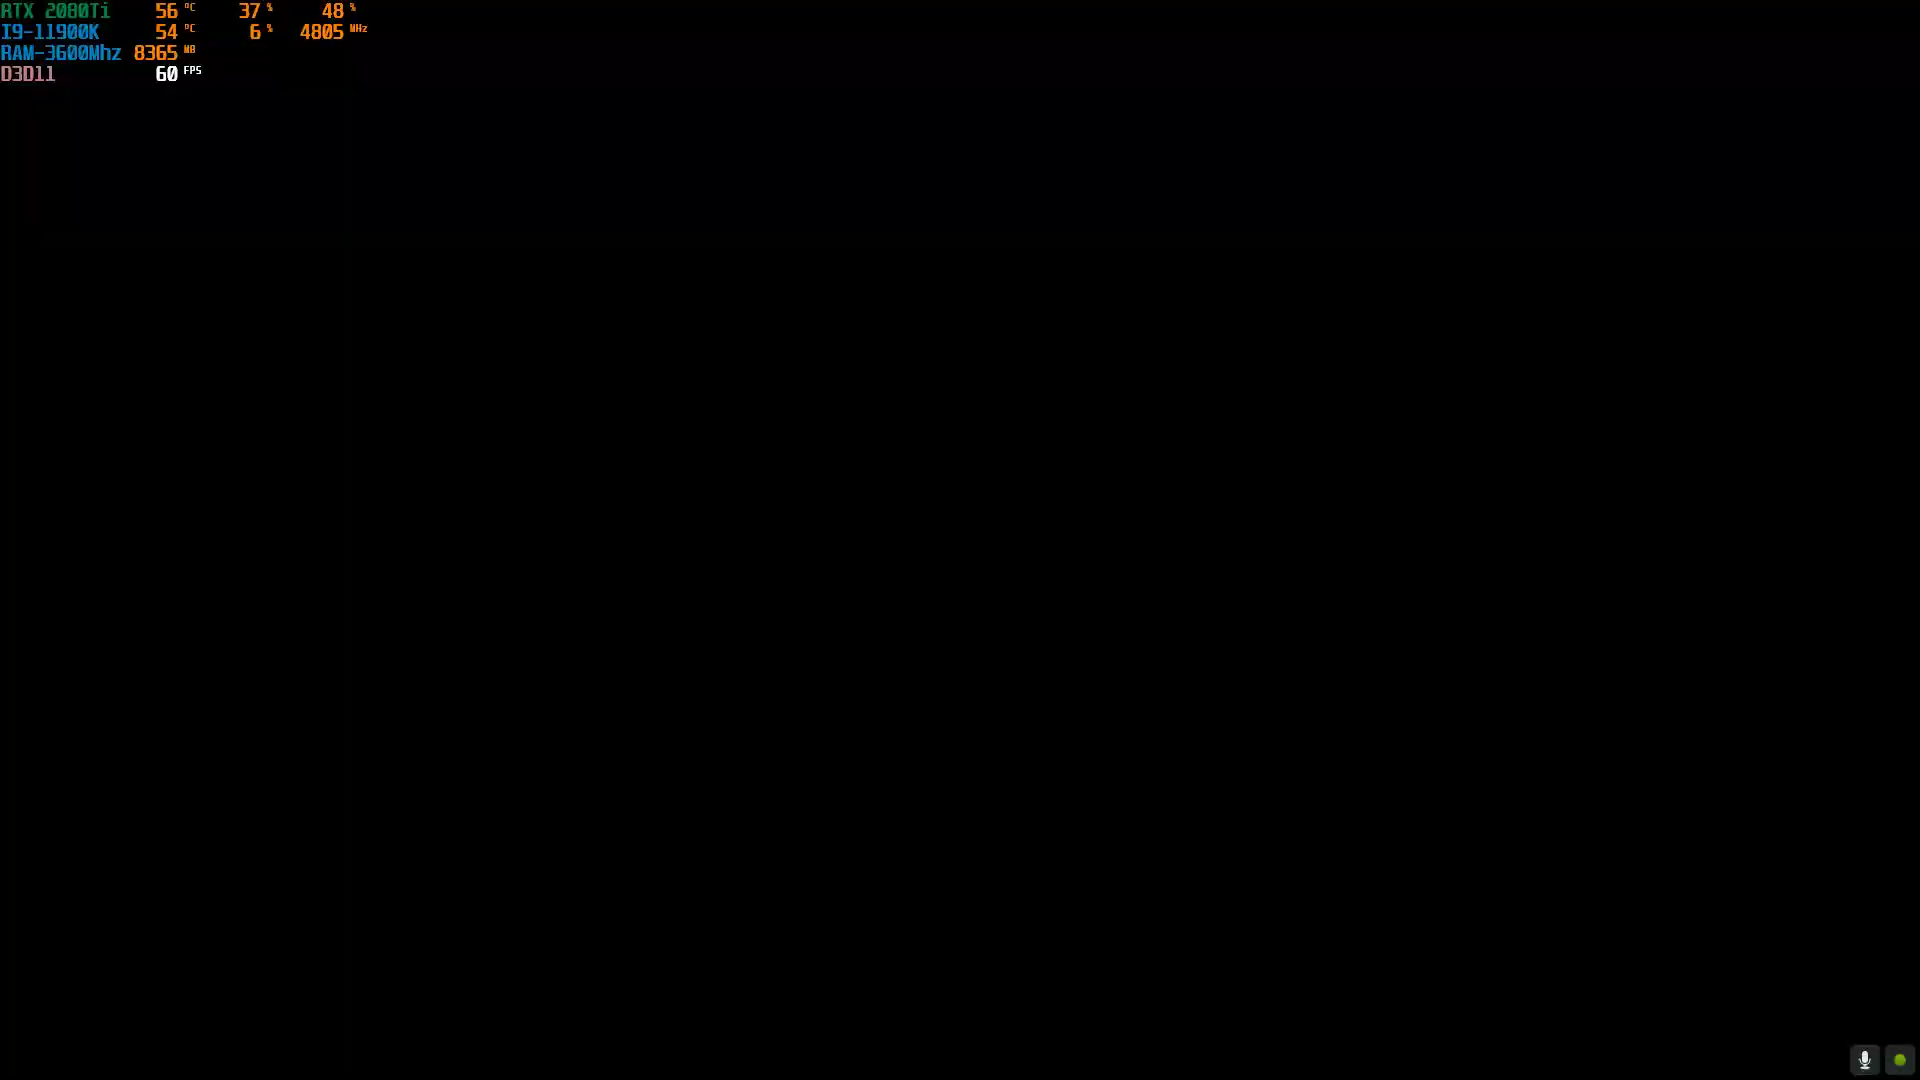 RTX 2080Ti 56 °C 37 % 48 %
I9-11900K 54 °C 6 % 4805 MHz
RAM-3600Mhz 8365 MB
D3D11 60 FPS